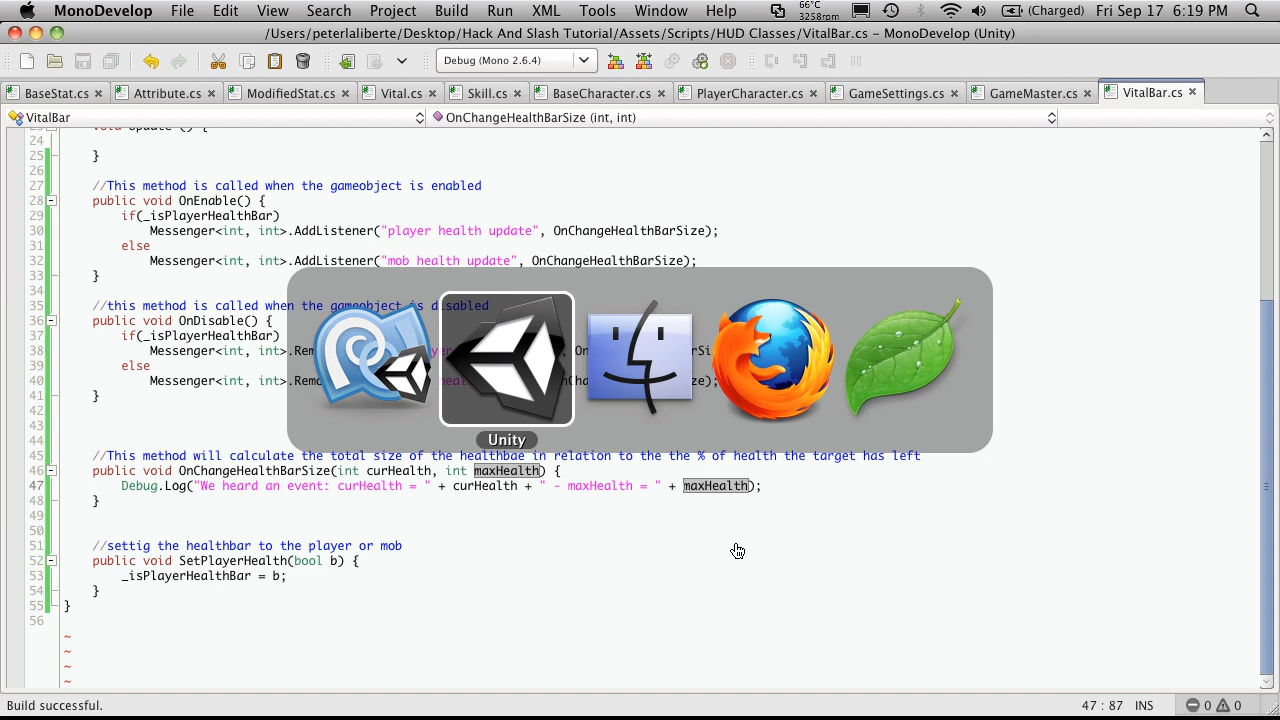 MonoDevelop File Edit View Search Project Build Run XML Tools Window Help 66°C 3258rpm (Charged) Fri Sep 17 6:19 PM
/Users/peterlaliberte/Desktop/Hack And Slash Tutorial/Assets/Scripts/HUD Classes/VitalBar.cs - MonoDevelop (Unity)
Debug (Mono 2.6.4)
BaseStat.cs Attribute.cs ModifiedStat.cs Vital.cs Skill.cs BaseCharacter.cs PlayerCharacter.cs GameSettings.cs GameMaster.cs VitalBar.cs
VitalBar OnChangeHealthBarSize (int, int)
23 void Update () {
24
25 }
26
27 //This method is called when the gameobject is enabled
28 public void OnEnable() {
29 if(_isPlayerHealthBar)
30 Messenger<int, int>.AddListener("player health update", OnChangeHealthBarSize);
31 else
32 Messenger<int, int>.AddListener("mob health update", OnChangeHealthBarSize);
33 }
34
35 //this method is called when the gameobject is disabled
36 public void OnDisable() {
37 if(_isPlayerHealthBar)
38 Messenger<int, int>.Rem
39 else
40 Messenger<int, int>.Rem
41 }
42
43
44
Unity
45 //This method will calculate the total size of the healthbae in relation to the the % of health the target has left
46 public void OnChangeHealthBarSize(int curHealth, int maxHealth) {
47 Debug.Log("We heard an event: curHealth = " + curHealth + " - maxHealth = " + maxHealth);
48 }
49
50
51 //settig the healthbar to the player or mob
52 public void SetPlayerHealth(bool b) {
53 _isPlayerHealthBar = b;
54 }
55 }
56
~
~
~
~
Build successful. 47 : 87 INS 0 0